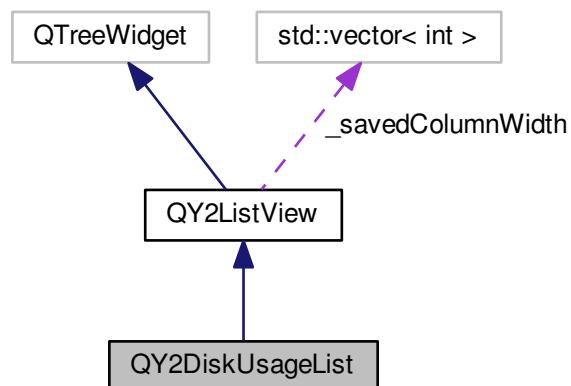 QTreeWidget
std::vector< int >
_savedColumnWidth
QY2ListView
QY2DiskUsageList